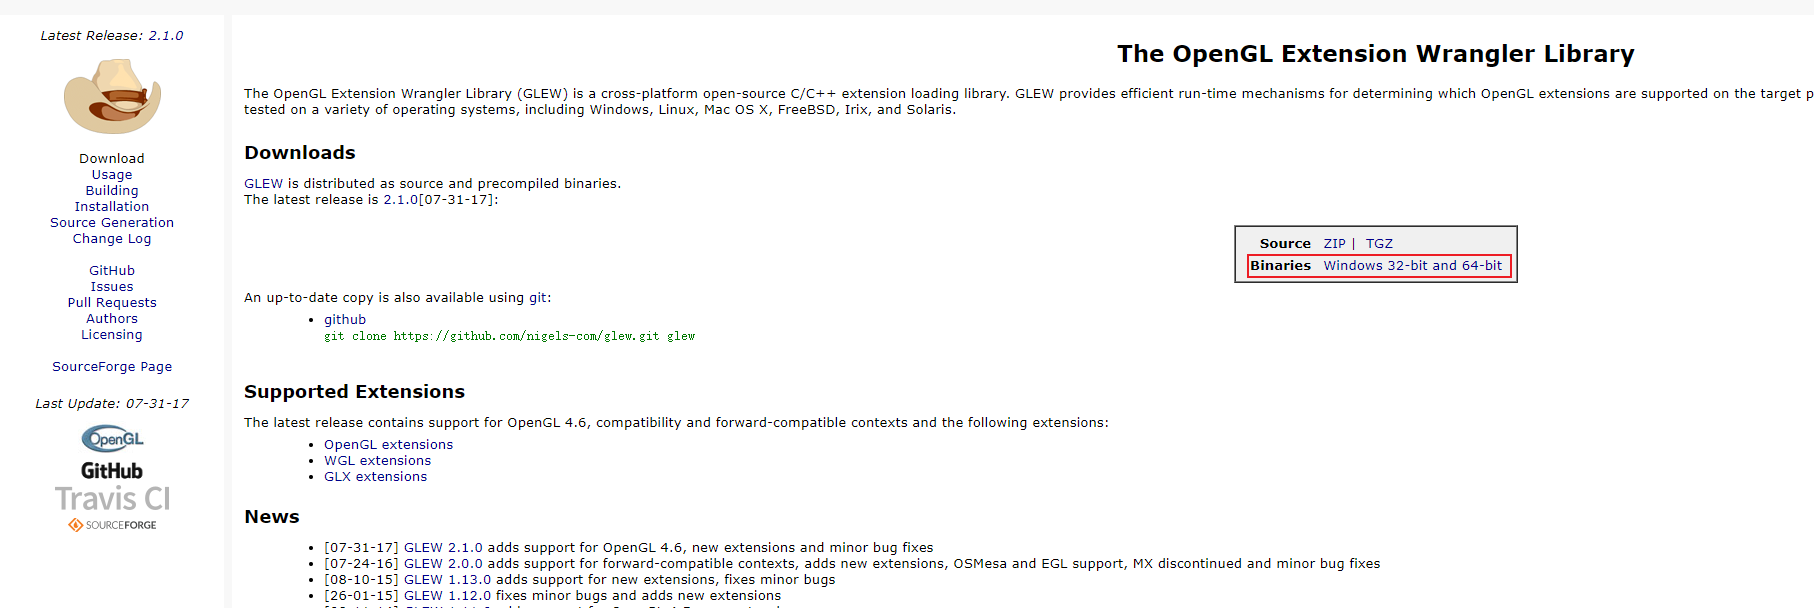 Latest Release: 2.1.0
Download
Usage
Building
Installation
Source Generation
Change Log
GitHub
Issues
Pull Requests
Authors
Licensing
SourceForge Page
Last Update: 07-31-17
OpenGL
GitHub
Travis CI
SOURCEFORGE
The OpenGL Extension Wrangler Library
The OpenGL Extension Wrangler Library (GLEW) is a cross-platform open-source C/C++ extension loading library. GLEW provides efficient run-time mechanisms for determining which OpenGL extensions are supported on the target p
tested on a variety of operating systems, including Windows, Linux, Mac OS X, FreeBSD, Irix, and Solaris.
Downloads
GLEW is distributed as source and precompiled binaries.
The latest release is 2.1.0[07-31-17]:
Source ZIP | TGZ
Binaries Windows 32-bit and 64-bit
An up-to-date copy is also available using git:
• github
git clone https://github.com/nigels-com/glew.git glew
Supported Extensions
The latest release contains support for OpenGL 4.6, compatibility and forward-compatible contexts and the following extensions:
• OpenGL extensions
• WGL extensions
• GLX extensions
News
• [07-31-17] GLEW 2.1.0 adds support for OpenGL 4.6, new extensions and minor bug fixes
• [07-24-16] GLEW 2.0.0 adds support for forward-compatible contexts, adds new extensions, OSMesa and EGL support, MX discontinued and minor bug fixes
• [08-10-15] GLEW 1.13.0 adds support for new extensions, fixes minor bugs
• [26-01-15] GLEW 1.12.0 fixes minor bugs and adds new extensions